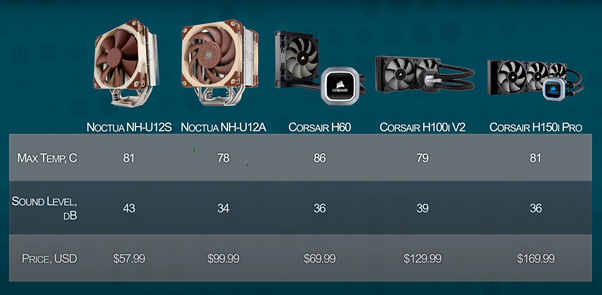 CORSAIR
Noctua NH-U12S Noctua NH-U12A Corsair H60 Corsair H100i V2 Corsair H150i Pro
Max Temp, C 81 78 86 79 81
Sound Level,
dB 43 34 36 39 36
Price, USD $57.99 $99.99 $69.99 $129.99 $169.99